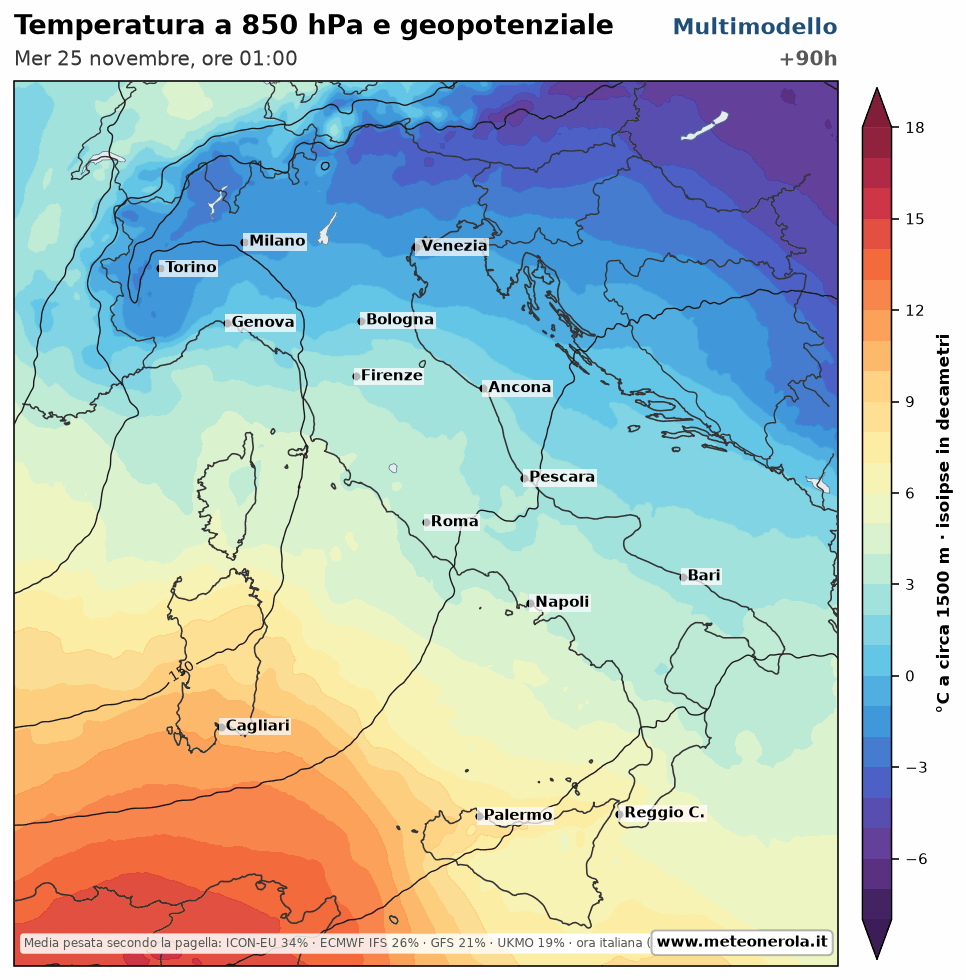 Temperatura a 850 hPa e geopotenziale
Multimodello
Mer 25 novembre, ore 01:00
+90h
18
15
12
9
6
3
0
−3
−6
°C a circa 1500 m · isoipse in decametri
Milano
Venezia
Torino
Genova
Bologna
Firenze
Ancona
Pescara
Roma
Bari
Napoli
150
Cagliari
Palermo
Reggio C.
Media pesata secondo la pagella: ICON-EU 34% · ECMWF IFS 26% · GFS 21% · UKMO 19% · ora italiana (
www.meteonerola.it